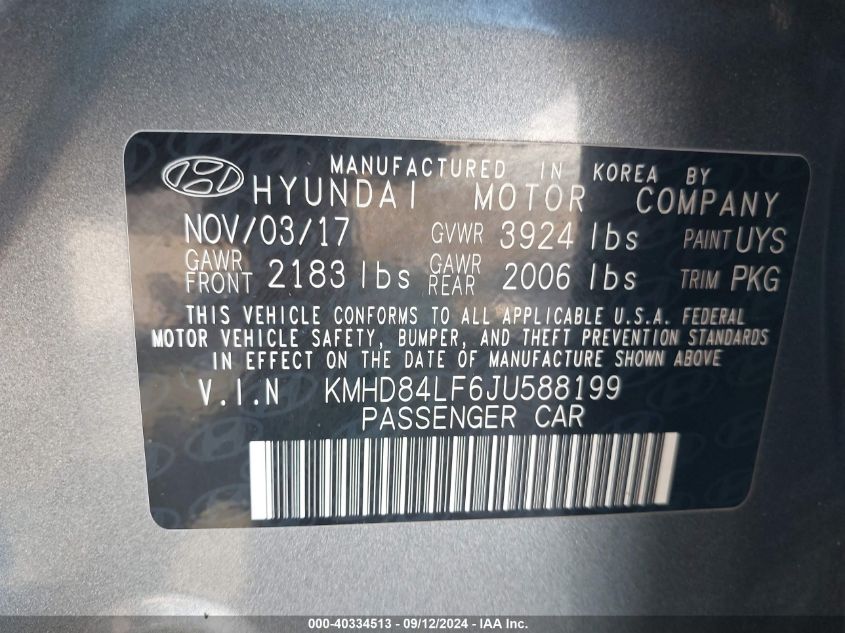 MANUFACTURED IN KOREA BY
HYUNDAI MOTOR COMPANY
NOV/03/17 GVWR 3924 lbs PAINT UYS
GAWR FRONT 2183 lbs GAWR REAR 2006 lbs TRIM PKG
THIS VEHICLE CONFORMS TO ALL APPLICABLE U.S.A. FEDERAL
MOTOR VEHICLE SAFETY, BUMPER, AND THEFT PREVENTION STANDARDS
IN EFFECT ON THE DATE OF MANUFACTURE SHOWN ABOVE
V.I.N KMHD84LF6JU588199
PASSENGER CAR
000-40334513 - 09/12/2024 - IAA Inc.